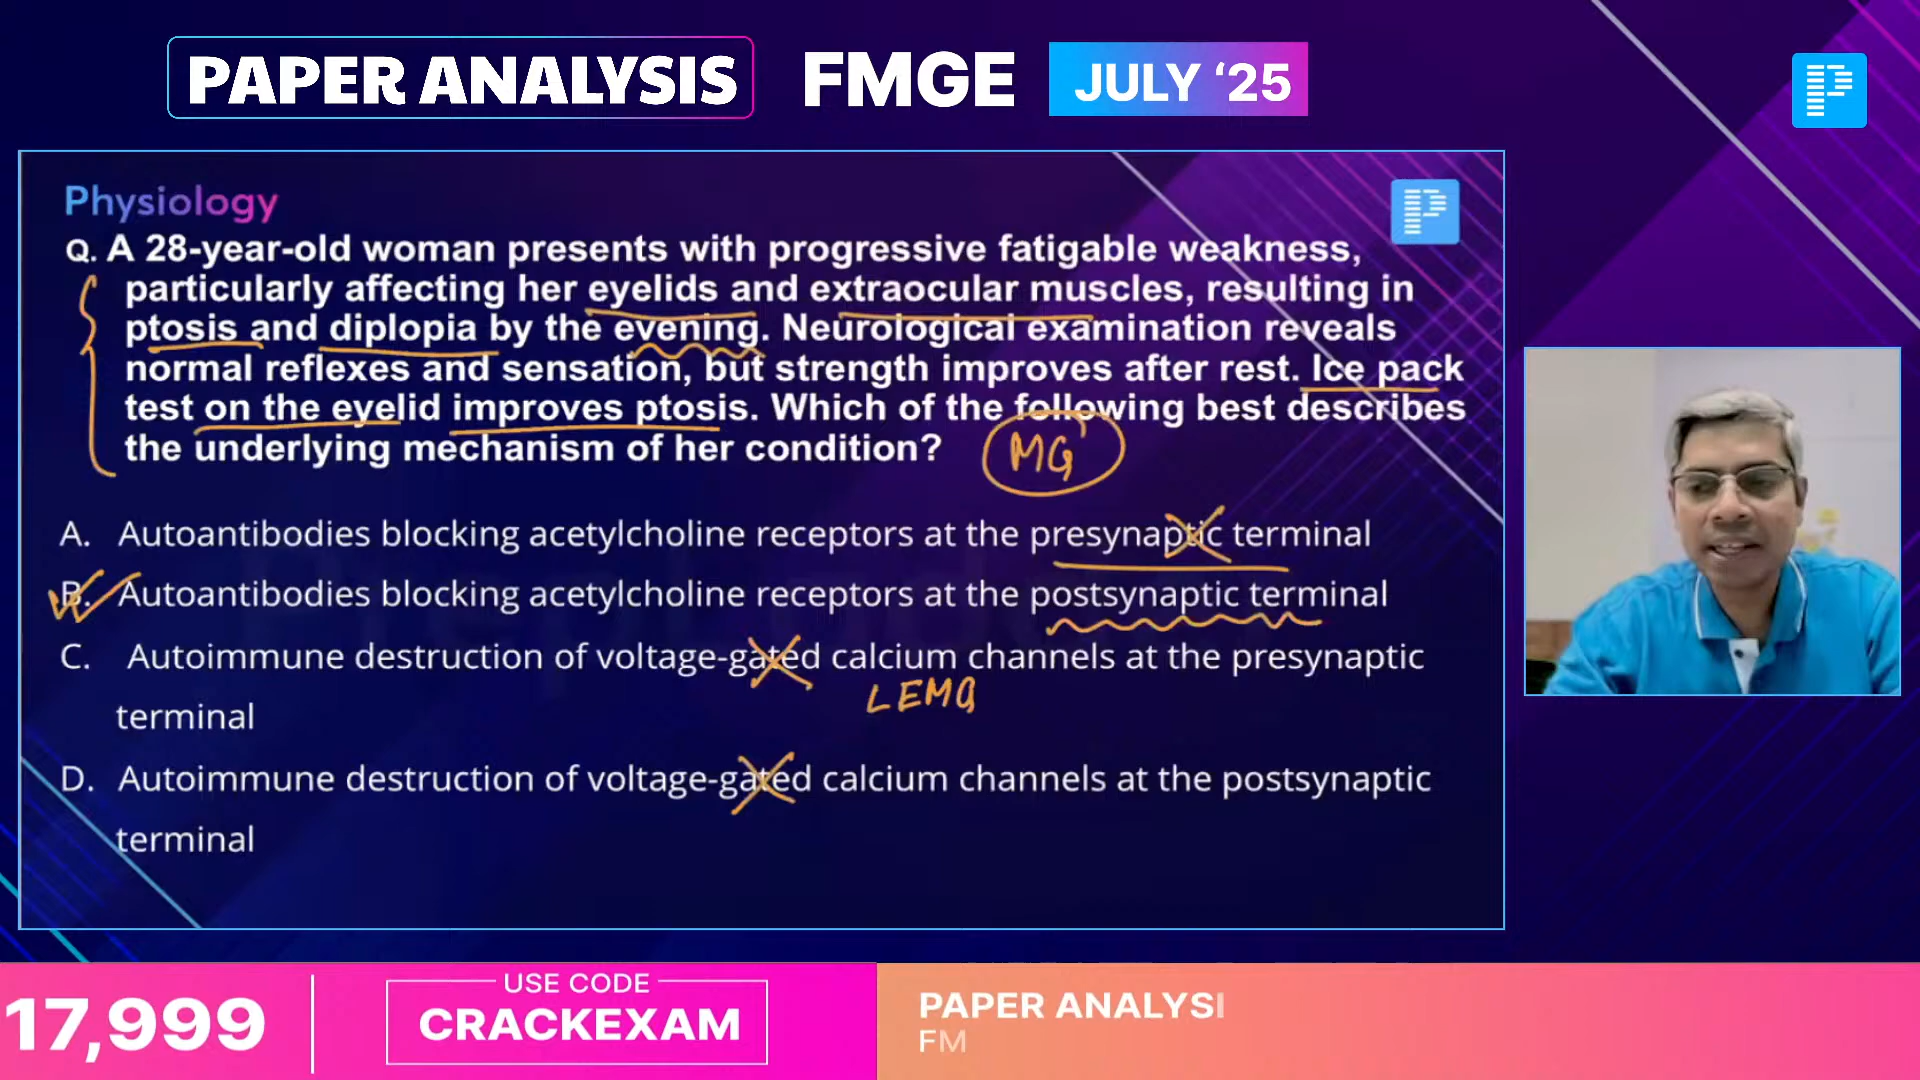 PAPER ANALYSIS FMGE JULY ‘25
Physiology
Q. A 28-year-old woman presents with progressive fatigable weakness,
particularly affecting her eyelids and extraocular muscles, resulting in
ptosis and diplopia by the evening. Neurological examination reveals
normal reflexes and sensation, but strength improves after rest. Ice pack
test on the eyelid improves ptosis. Which of the following best describes
the underlying mechanism of her condition?
MG
A. Autoantibodies blocking acetylcholine receptors at the presynaptic terminal
B. Autoantibodies blocking acetylcholine receptors at the postsynaptic terminal
C. Autoimmune destruction of voltage-gated calcium channels at the presynaptic
LEMG
terminal
D. Autoimmune destruction of voltage-gated calcium channels at the postsynaptic
terminal
17,999
USE CODE
CRACKEXAM
PAPER ANALYSI
FM